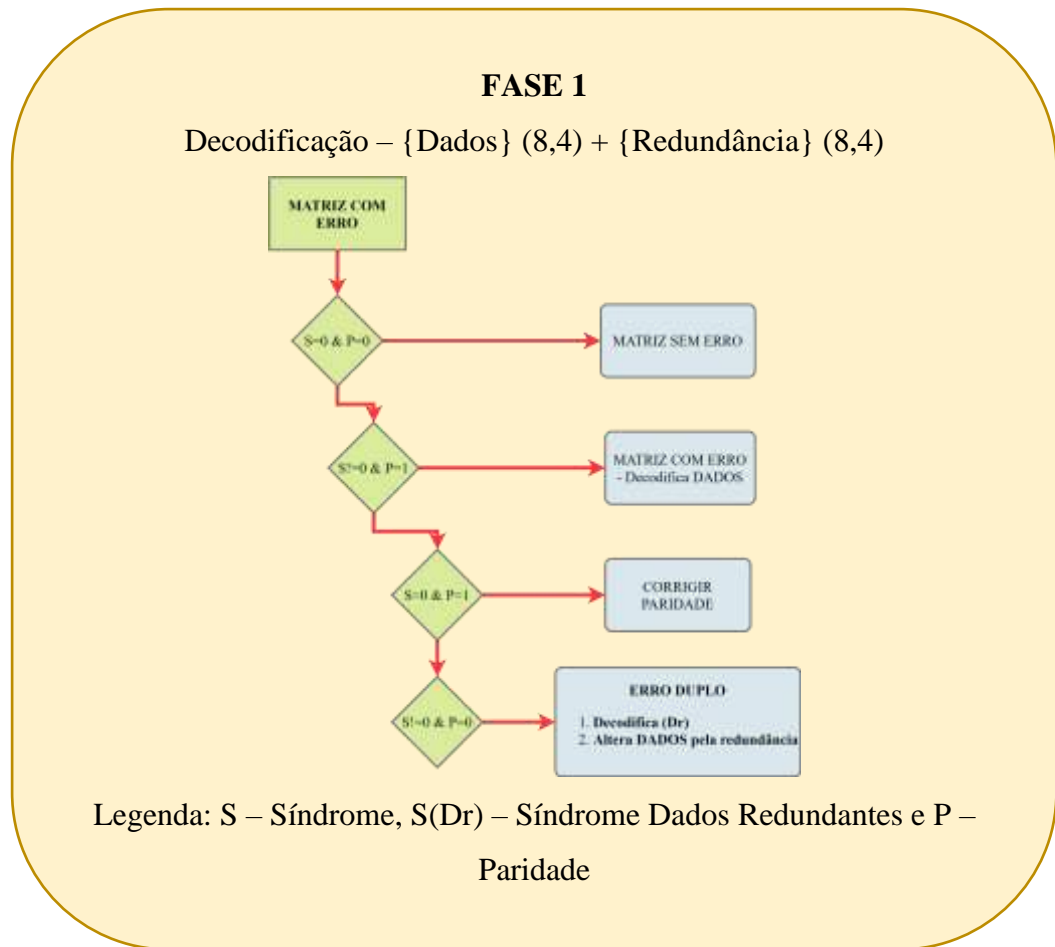 FASE 1
Decodificação – {Dados} (8,4) + {Redundância} (8,4)
MATRIZ COM
ERRO
S=0 & P=0
MATRIZ SEM ERRO
S!=0 & P=1
MATRIZ COM ERRO
- Decodifica DADOS
S=0 & P=1
CORRIGIR
PARIDADE
S!=0 & P=0
ERRO DUPLO
1. Decodifica (Dr)
2. Altera DADOS pela redundância
Legenda: S – Síndrome, S(Dr) – Síndrome Dados Redundantes e P –
Paridade